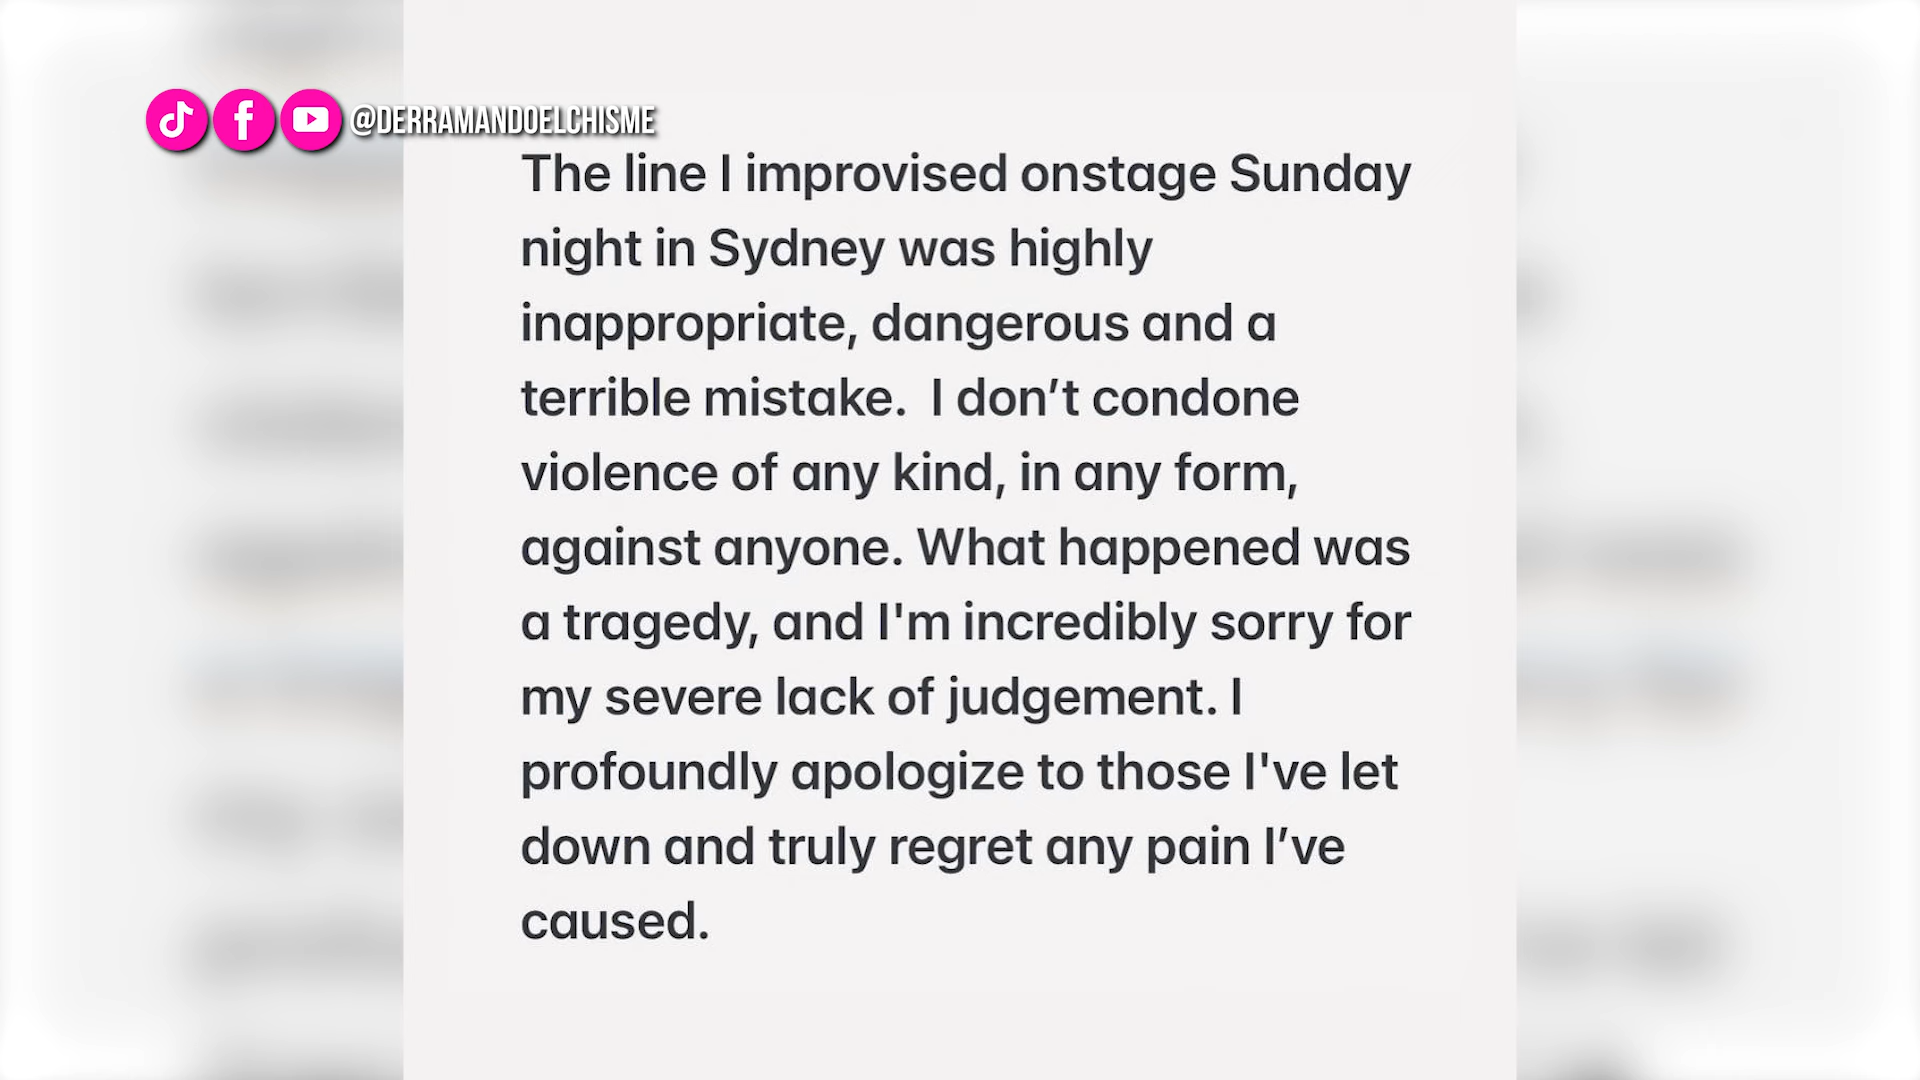 @DERRAMANDOELCHISME
The line I improvised onstage Sunday
night in Sydney was highly
inappropriate, dangerous and a
terrible mistake.  I don’t condone
violence of any kind, in any form,
against anyone. What happened was
a tragedy, and I'm incredibly sorry for
my severe lack of judgement. I
profoundly apologize to those I've let
down and truly regret any pain I’ve
caused.